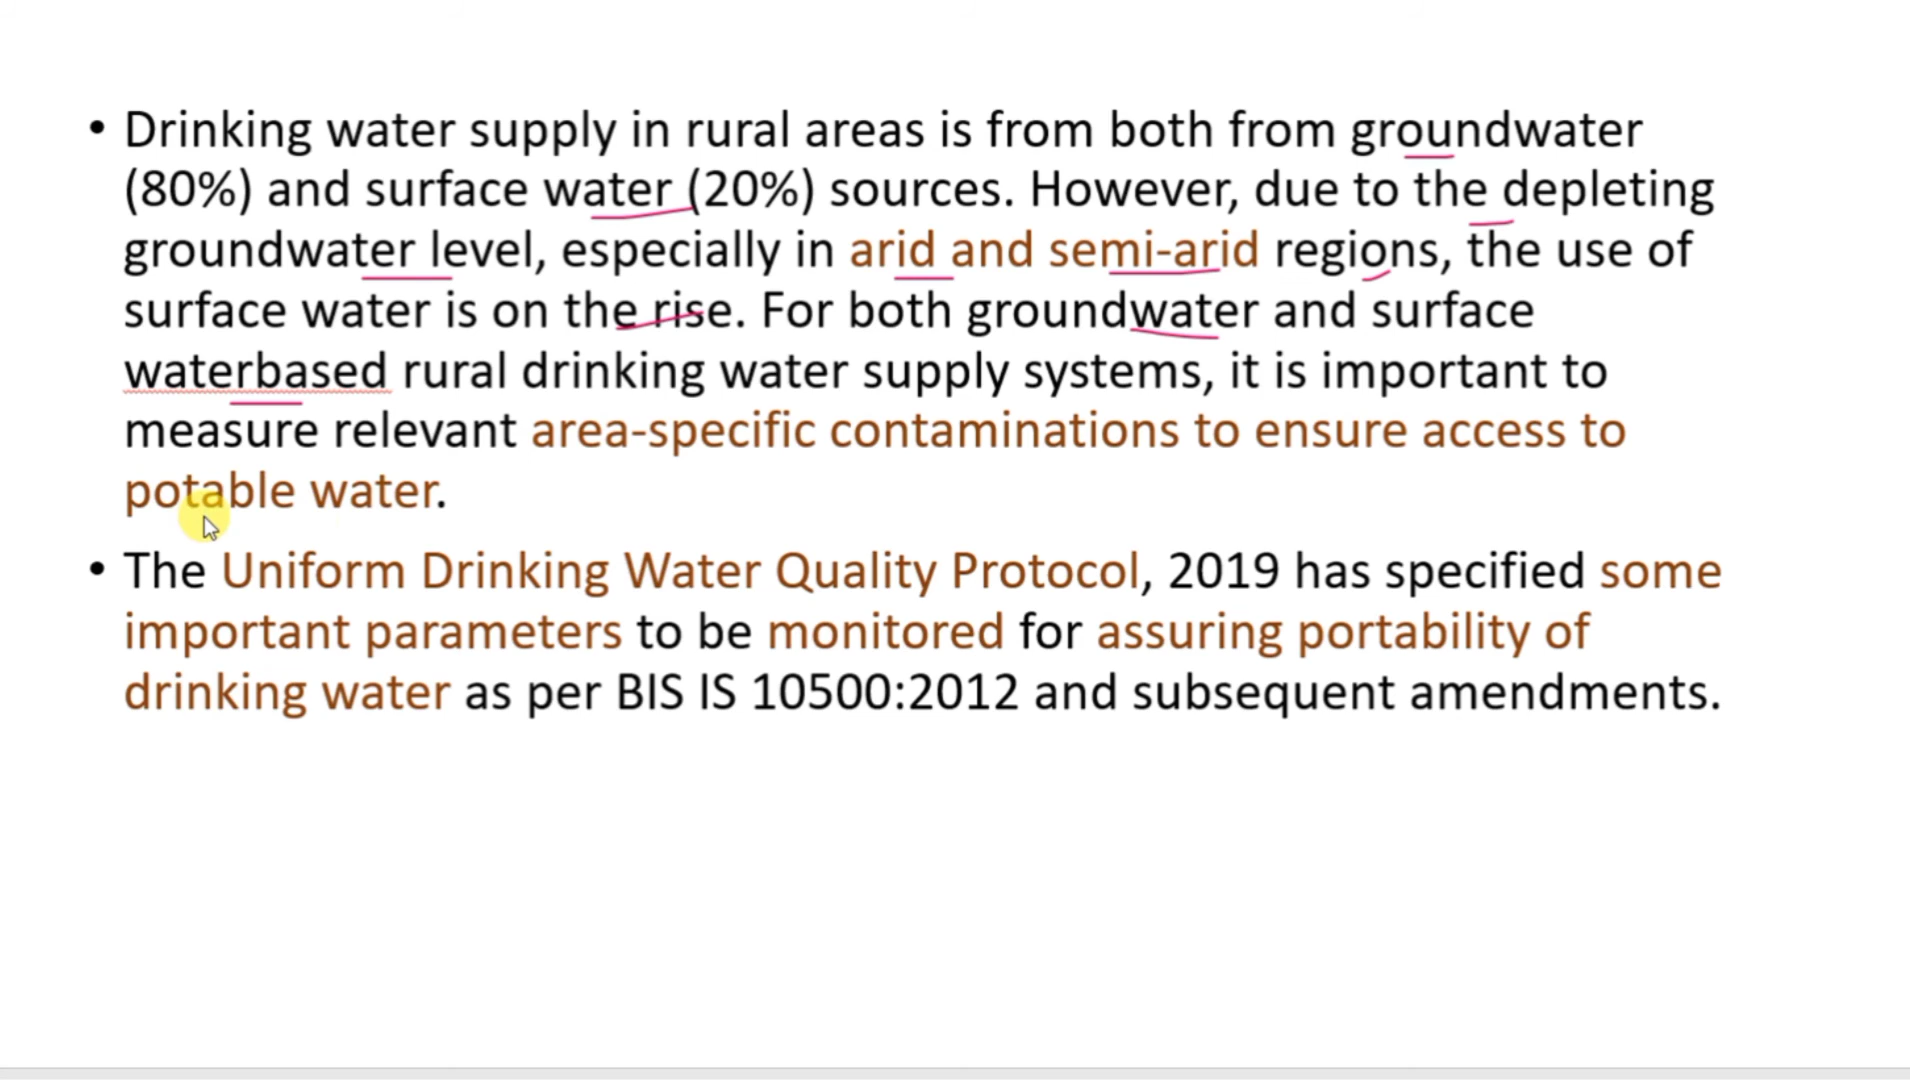 • Drinking water supply in rural areas is from both from groundwater
(80%) and surface water (20%) sources. However, due to the depleting
groundwater level, especially in arid and semi-arid regions, the use of
surface water is on the rise. For both groundwater and surface
waterbased rural drinking water supply systems, it is important to
measure relevant area-specific contaminations to ensure access to
potable water.
• The Uniform Drinking Water Quality Protocol, 2019 has specified some
important parameters to be monitored for assuring portability of
drinking water as per BIS IS 10500:2012 and subsequent amendments.